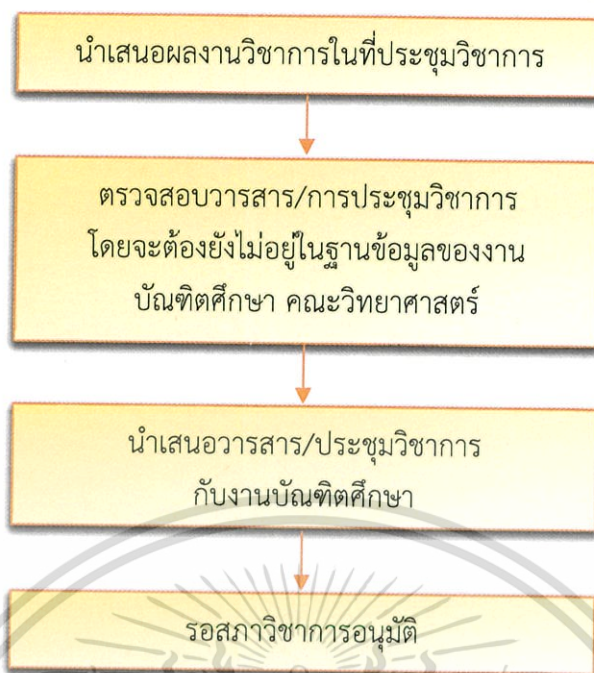 นำเสนอผลงานวิชาการในที่ประชุมวิชาการ
ตรวจสอบวารสาร/การประชุมวิชาการ
โดยจะต้องยังไม่อยู่ในฐานข้อมูลของงาน
บัณฑิตศึกษา คณะวิทยาศาสตร์
นำเสนอวารสาร/ประชุมวิชาการ
กับงานบัณฑิตศึกษา
รอสภาวิชาการอนุมัติ